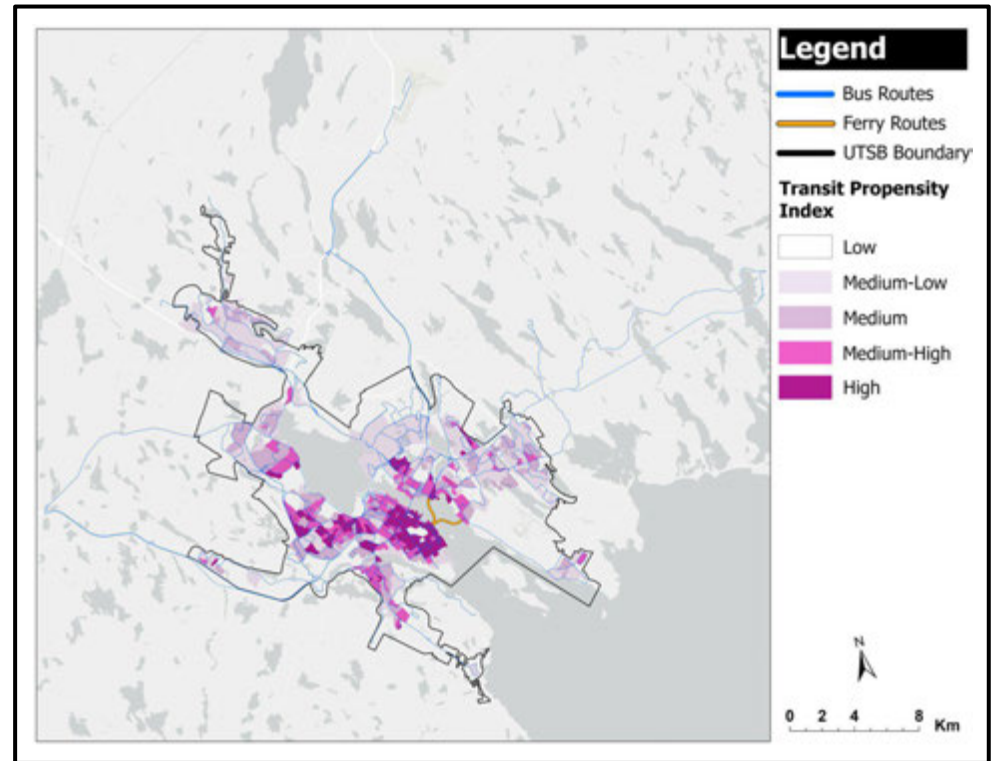 Legend
Bus Routes
Ferry Routes
UTSB Boundary
Transit Propensity
Index
Low
Medium-Low
Medium
Medium-High
High
N
0 2 4 8 Km